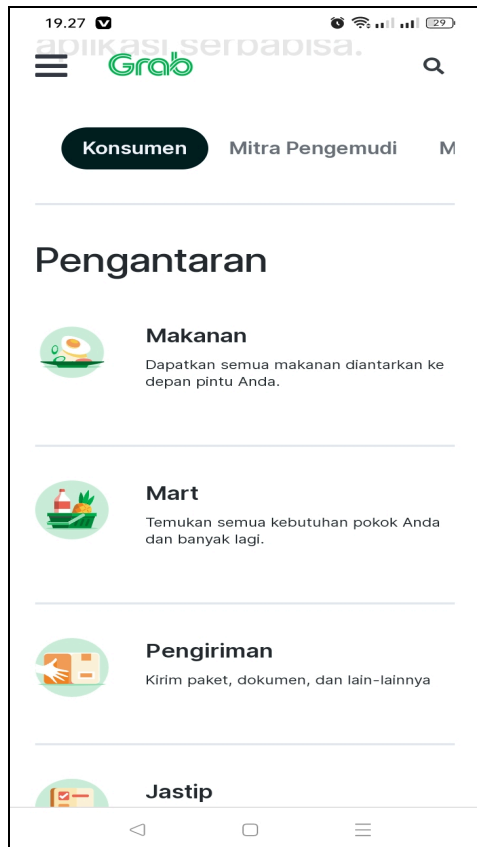 19.27
29
aplikasi serbabisa.
Grab
Konsumen Mitra Pengemudi M
Pengantaran
Makanan
Dapatkan semua makanan diantarkan ke
depan pintu Anda.
Mart
Temukan semua kebutuhan pokok Anda
dan banyak lagi.
Pengiriman
Kirim paket, dokumen, dan lain-lainnya
Jastip